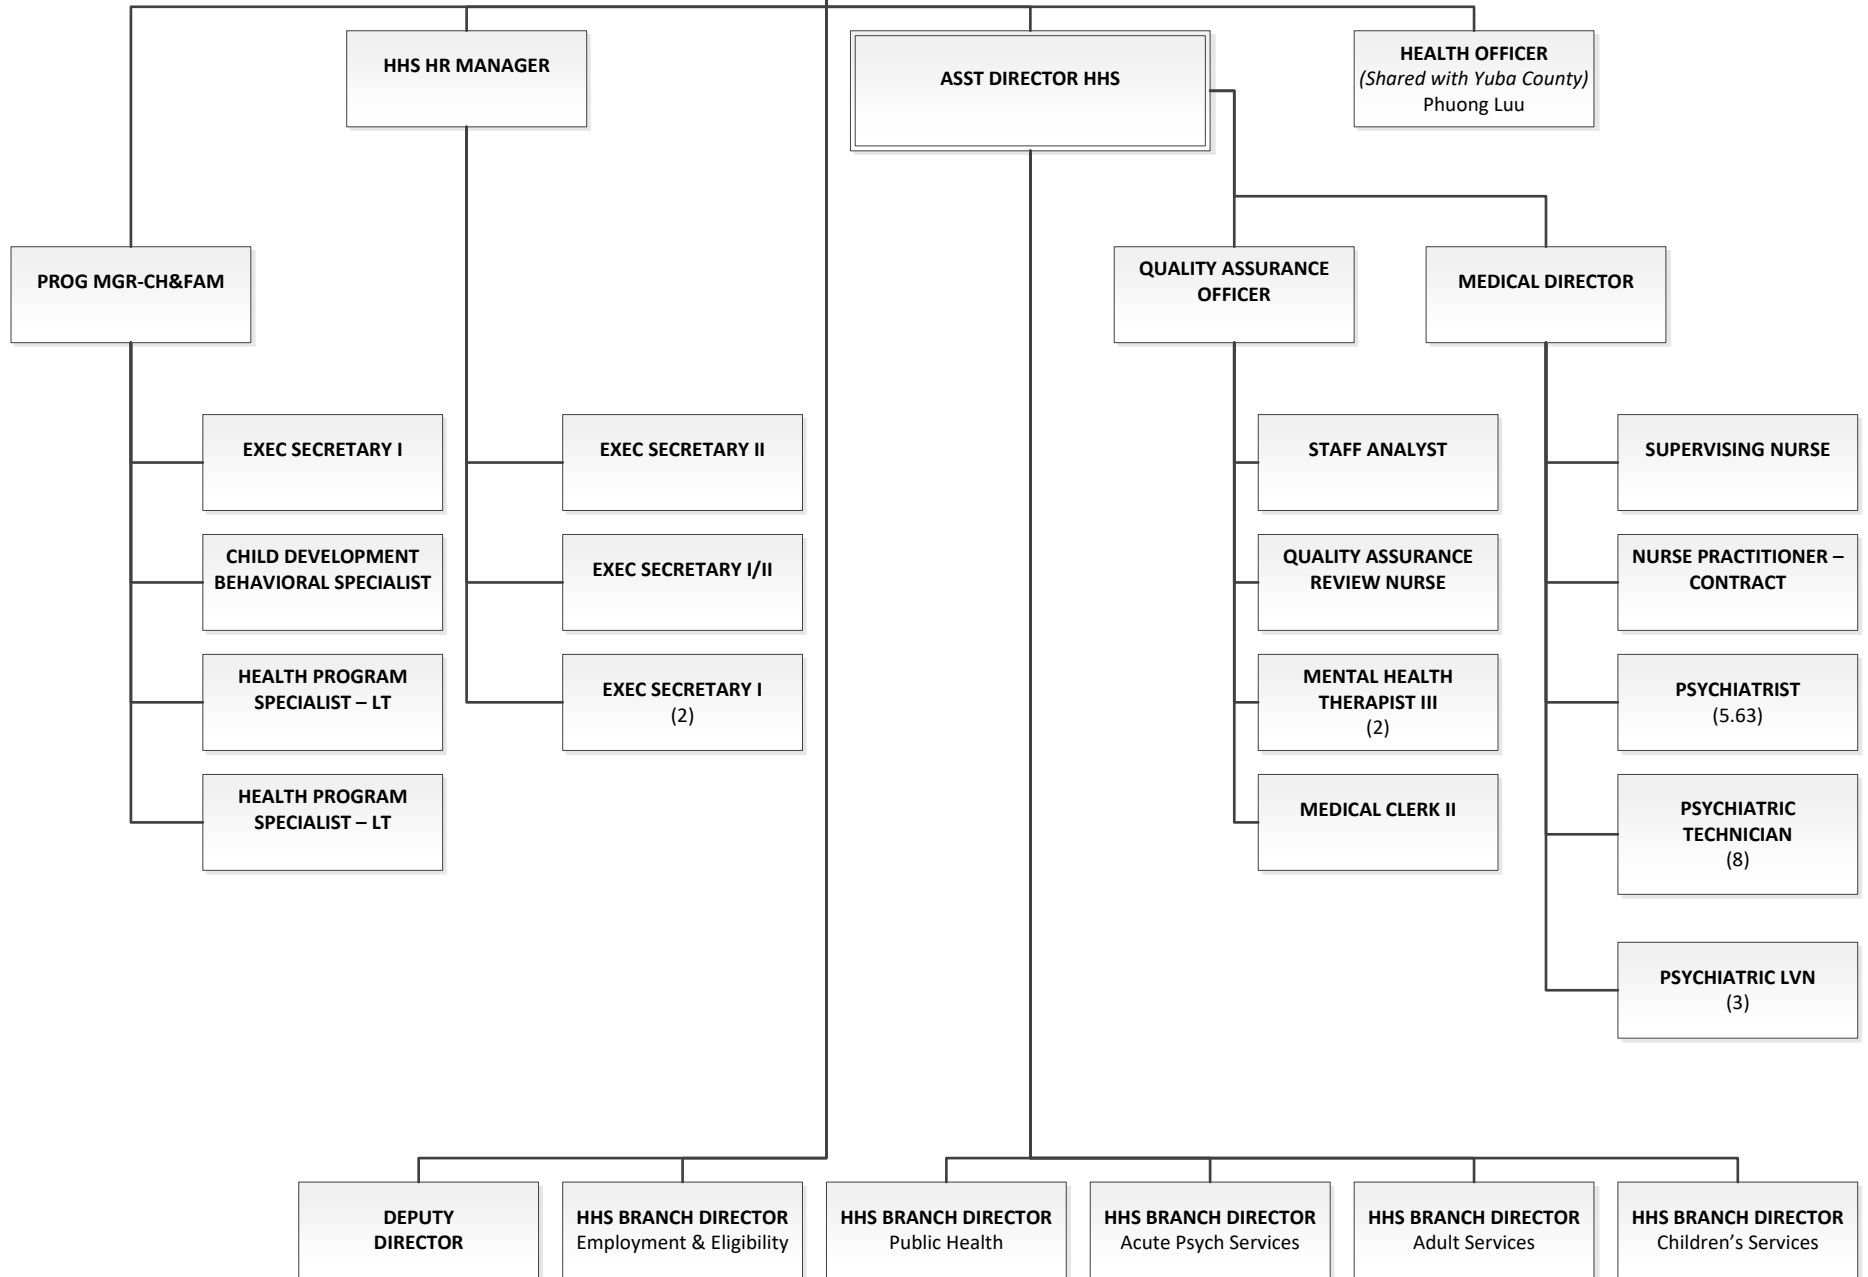 HHS HR MANAGER
ASST DIRECTOR HHS
HEALTH OFFICER
(Shared with Yuba County)
Phuong Luu
PROG MGR-CH&FAM
QUALITY ASSURANCE
OFFICER
MEDICAL DIRECTOR
EXEC SECRETARY I
EXEC SECRETARY II
STAFF ANALYST
SUPERVISING NURSE
CHILD DEVELOPMENT
BEHAVIORAL SPECIALIST
EXEC SECRETARY I/II
QUALITY ASSURANCE
REVIEW NURSE
NURSE PRACTITIONER –
CONTRACT
HEALTH PROGRAM
SPECIALIST – LT
EXEC SECRETARY I
(2)
MENTAL HEALTH
THERAPIST III
(2)
PSYCHIATRIST
(5.63)
HEALTH PROGRAM
SPECIALIST – LT
MEDICAL CLERK II
PSYCHIATRIC
TECHNICIAN
(8)
PSYCHIATRIC LVN
(3)
DEPUTY
DIRECTOR
HHS BRANCH DIRECTOR
Employment & Eligibility
HHS BRANCH DIRECTOR
Public Health
HHS BRANCH DIRECTOR
Acute Psych Services
HHS BRANCH DIRECTOR
Adult Services
HHS BRANCH DIRECTOR
Children’s Services